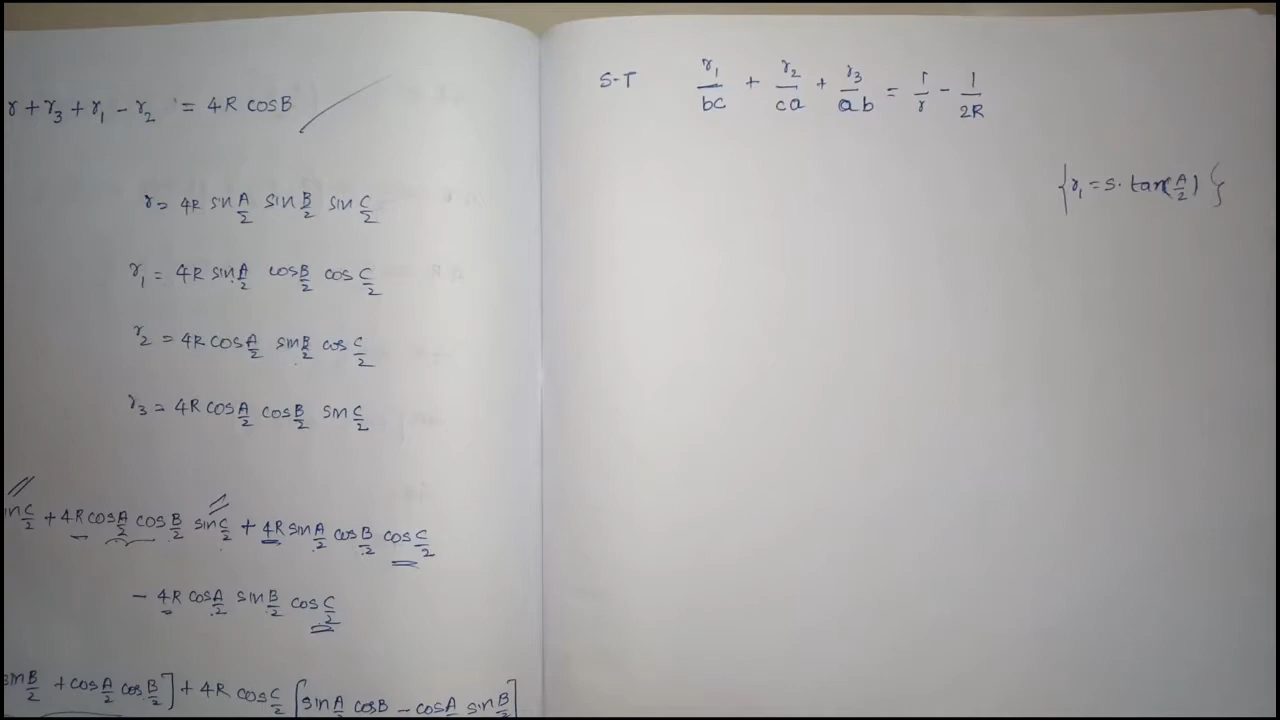 r + r₃ + r₁ - r₂ = 4R cosB
r = 4R sin A/2 sin B/2 sin C/2
r₁ = 4R sin A/2 cos B/2 cos C/2
r₂ = 4R cos A/2 sin B/2 cos C/2
r₃ = 4R cos A/2 cos B/2 sin C/2
C/2 + 4R cos A/2 cos B/2 sin C/2 + 4R sin A/2 cos B/2 cos C/2
- 4R cos A/2 sin B/2 cos C/2
sin B/2 + cos A/2 cos B/2] + 4R cos C/2 [sin A/2 cos B/2 - cos A/2 sin B/2]
S-T r₁/bc + r₂/ca + r₃/ab = 1/r - 1/2R
{r₁ = s. tan(A/2)}